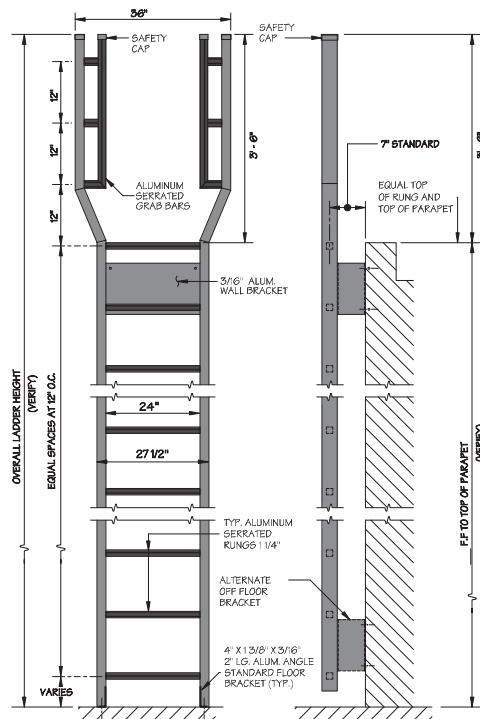 36"
SAFETY
CAP
SAFETY
CAP
12"
12"
12"
3' - 6"
7" STANDARD
EQUAL TOP
OF RUNG AND
TOP OF PARAPET
ALUMINUM
SERRATED
GRAB BARS
3/16" ALUM.
WALL BRACKET
OVERALL LADDER HEIGHT
(VERIFY)
EQUAL SPACES AT 12" O.C.
24"
27 1/2"
F.F TO TOP OF PARAPET
(VERIFY)
TYP. ALUMINUM
SERRATED
RUNGS 1 1/4"
ALTERNATE
OFF FLOOR
BRACKET
4" X 1 3/8" X 3/16"
2" LG. ALUM. ANGLE
STANDARD FLOOR
BRACKET (TYP.)
VARIES